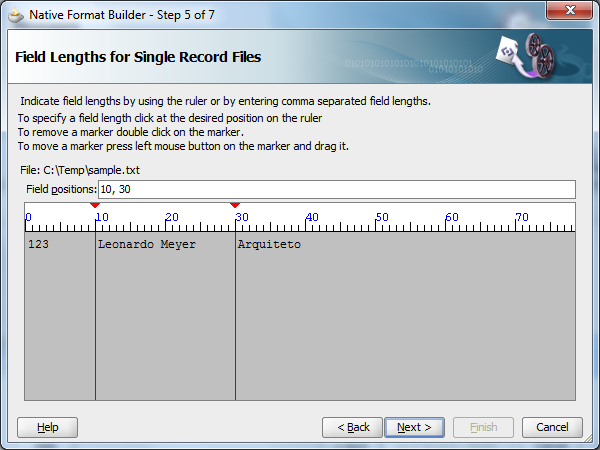 Native Format Builder - Step 5 of 7
Field Lengths for Single Record Files
Indicate field lengths by using the ruler or by entering comma separated field lengths.
To specify a field length click at the desired position on the ruler
To remove a marker double click on the marker.
To move a marker press left mouse button on the marker and drag it.
File: C:\Temp\sample.txt
Field positions: 10, 30
0 10 20 30 40 50 60 70
123 Leonardo Meyer Arquiteto
Help < Back Next > Finish Cancel